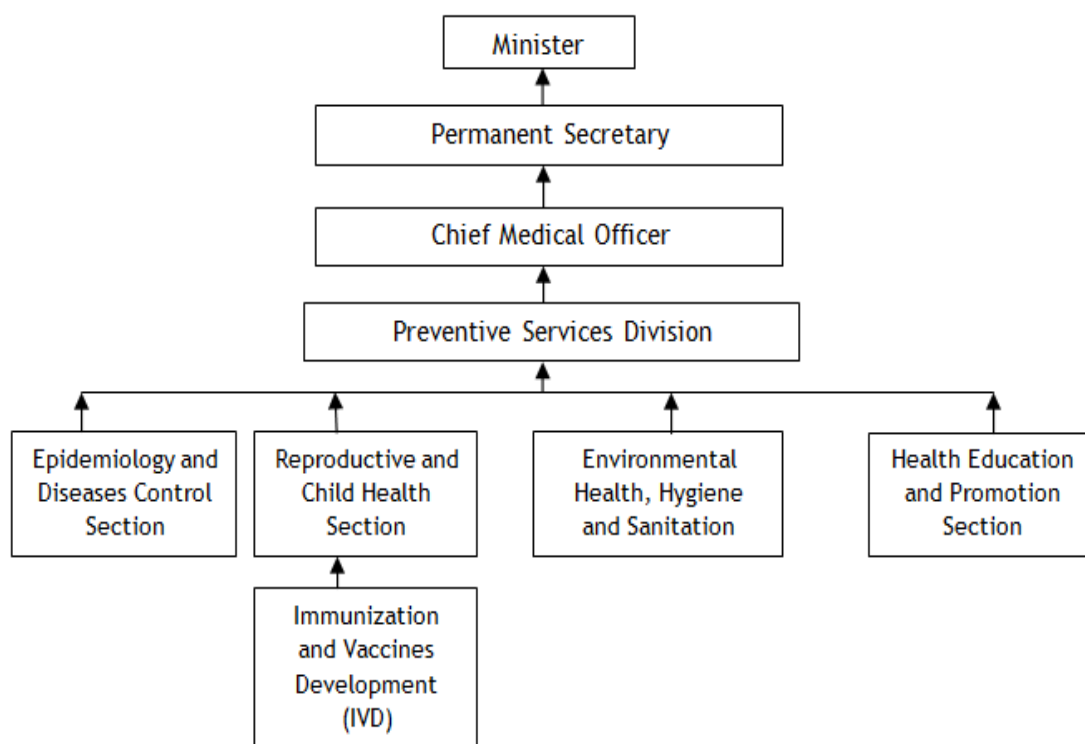 Minister
Permanent Secretary
Chief Medical Officer
Preventive Services Division
Epidemiology and
Diseases Control
Section
Reproductive and
Child Health
Section
Environmental
Health, Hygiene
and Sanitation
Health Education
and Promotion
Section
Immunization
and Vaccines
Development
(IVD)